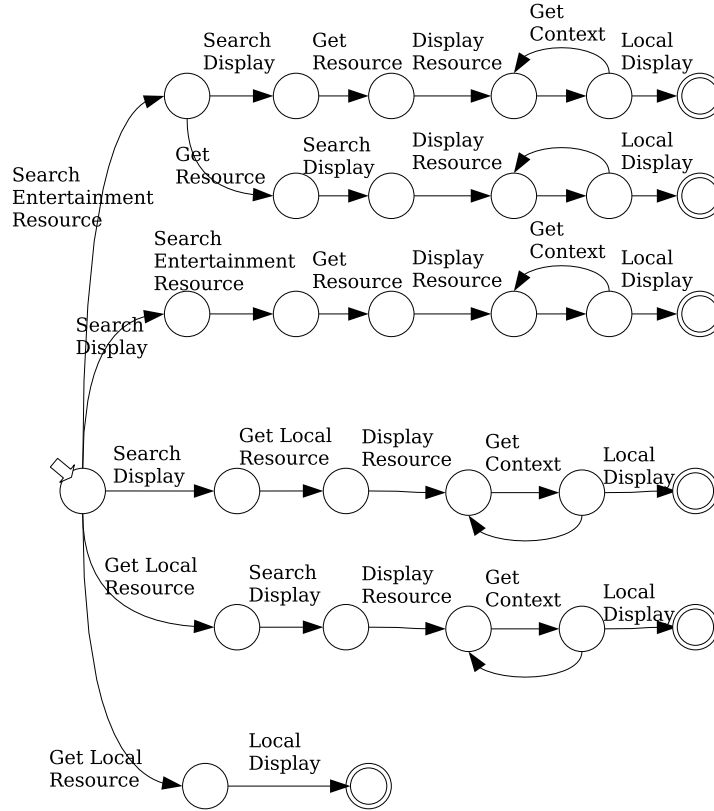 Search
Display
Get
Resource
Display
Resource
Get
Context
Local
Display
Search
Entertainment
Resource
Get
Resource
Search
Display
Display
Resource
Local
Display
Search
Entertainment
Resource
Get
Resource
Display
Resource
Get
Context
Local
Display
Search
Display
Search
Display
Get Local
Resource
Display
Resource
Get
Context
Local
Display
Get Local
Resource
Search
Display
Display
Resource
Get
Context
Local
Display
Get Local
Resource
Local
Display